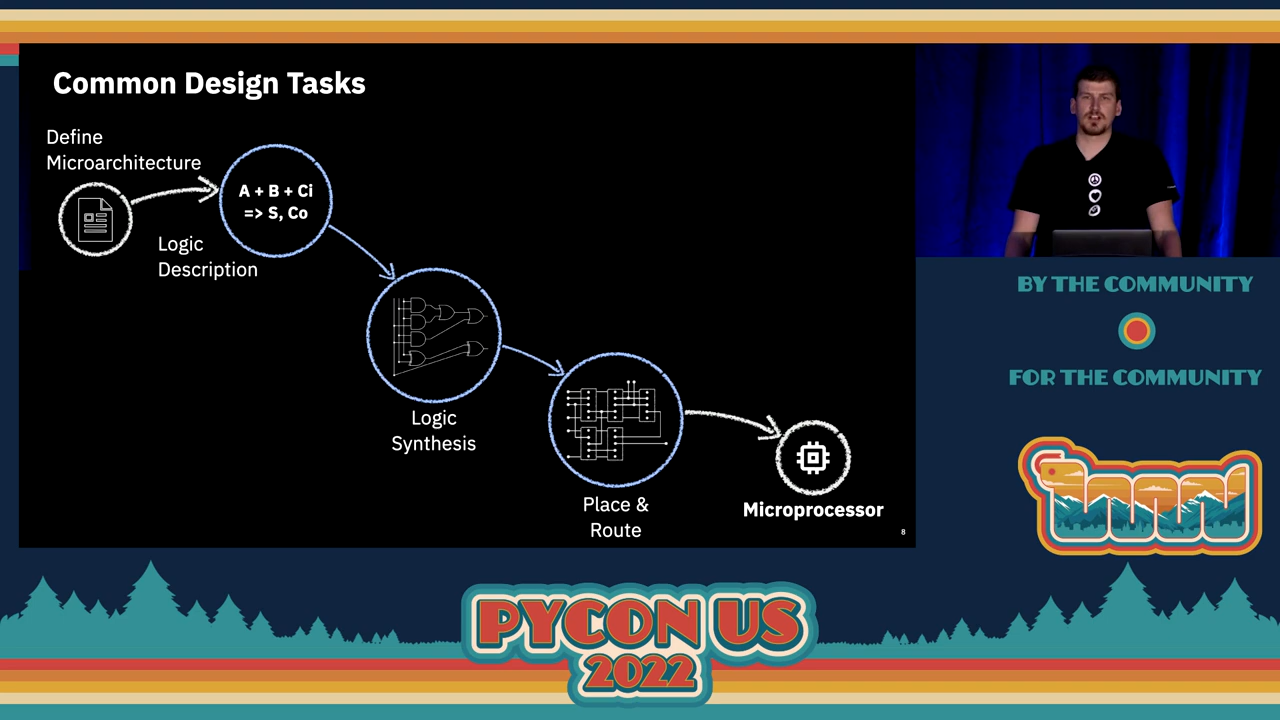 Common Design Tasks
Define
Microarchitecture
A + B + Ci
=> S, Co
Logic
Description
Logic
Synthesis
Place &
Route
Microprocessor
8
BY THE COMMUNITY
FOR THE COMMUNITY
PYCON US
2022